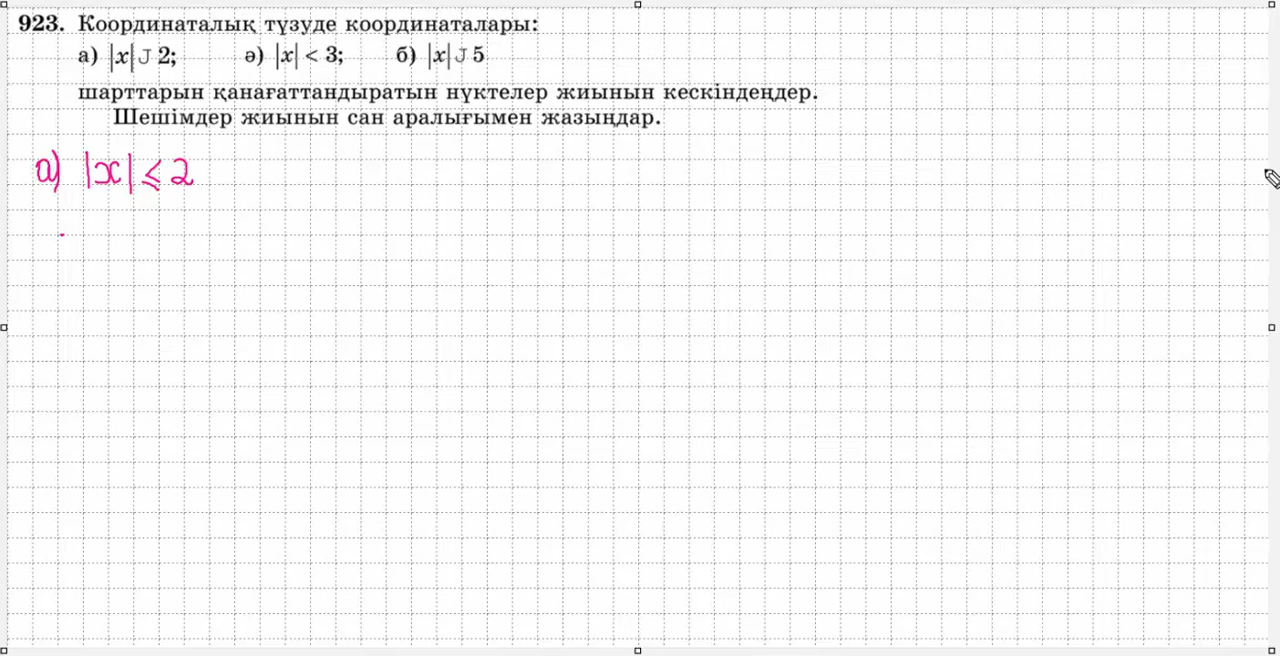 923. Координаталық түзуде координаталары:
а) |x| J 2; ә) |x| < 3; б) |x| J 5
шарттарын қанағаттандыратын нүктелер жиынын кескіндеңдер.
Шешімдер жиынын сан аралығымен жазыңдар.
а) |x| ⩽ 2